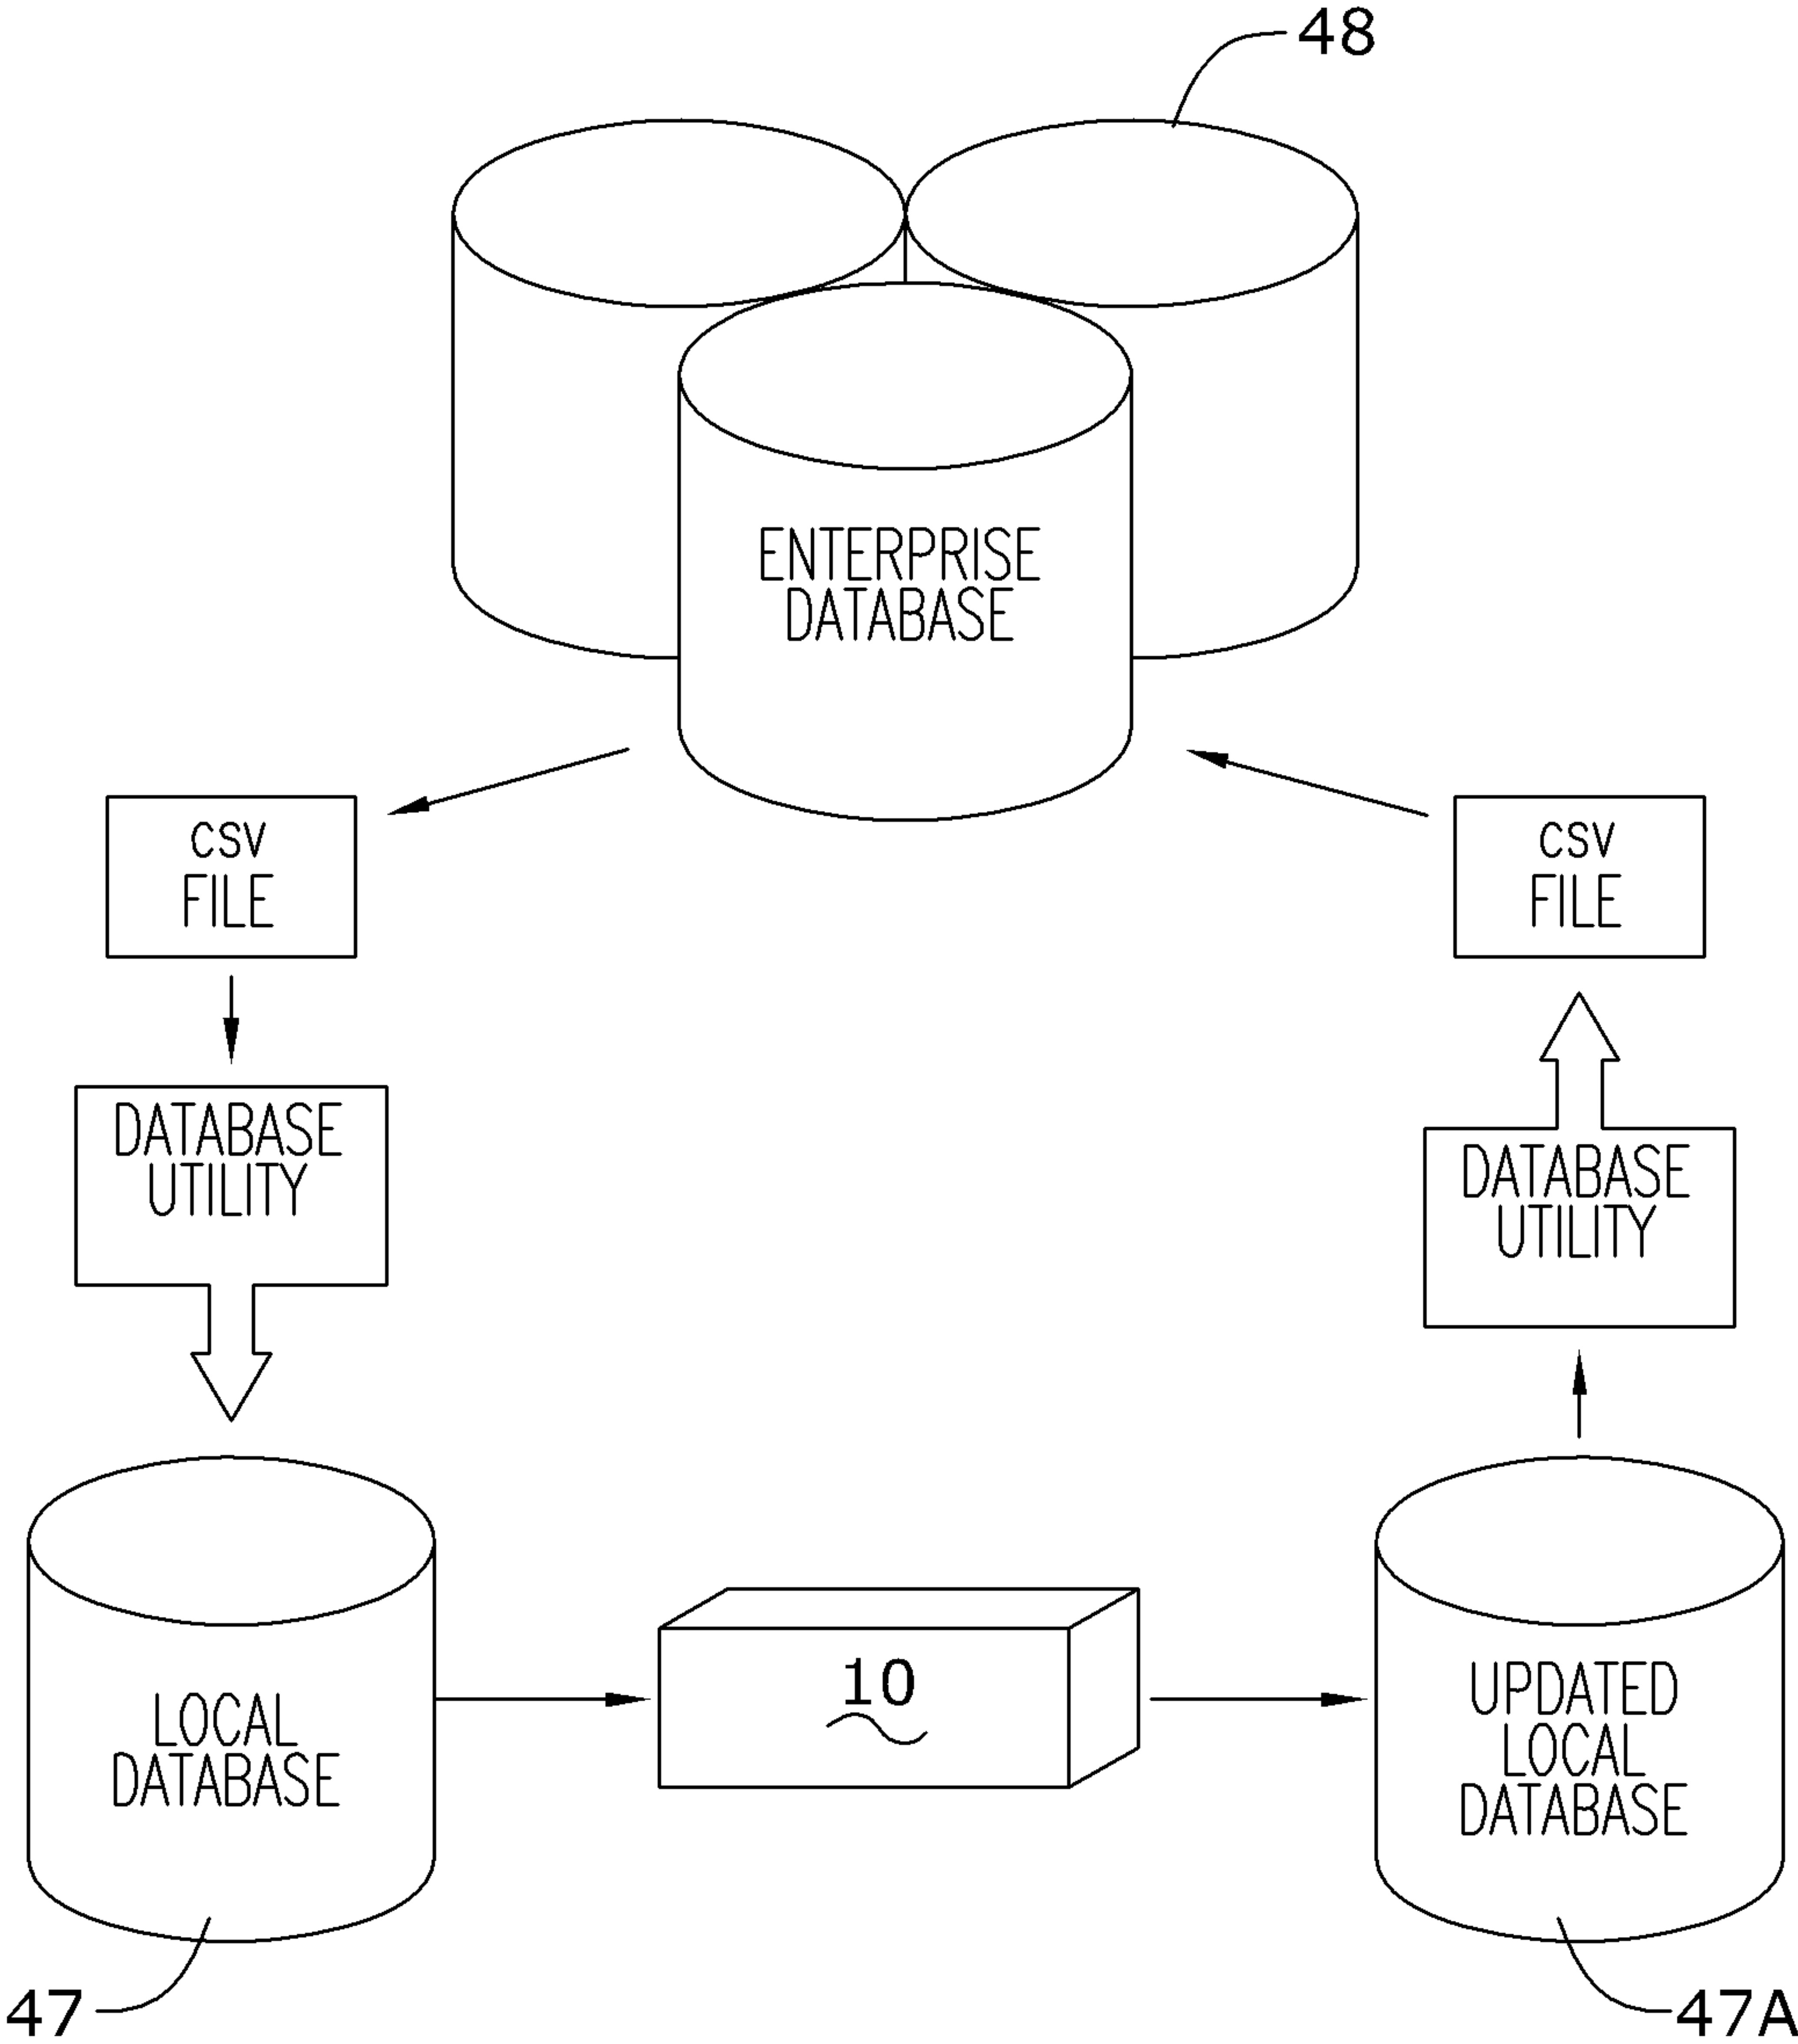 48
ENTERPRISE
DATABASE
CSV
FILE
CSV
FILE
DATABASE
UTILITY
DATABASE
UTILITY
LOCAL
DATABASE
10
UPDATED
LOCAL
DATABASE
47
47A